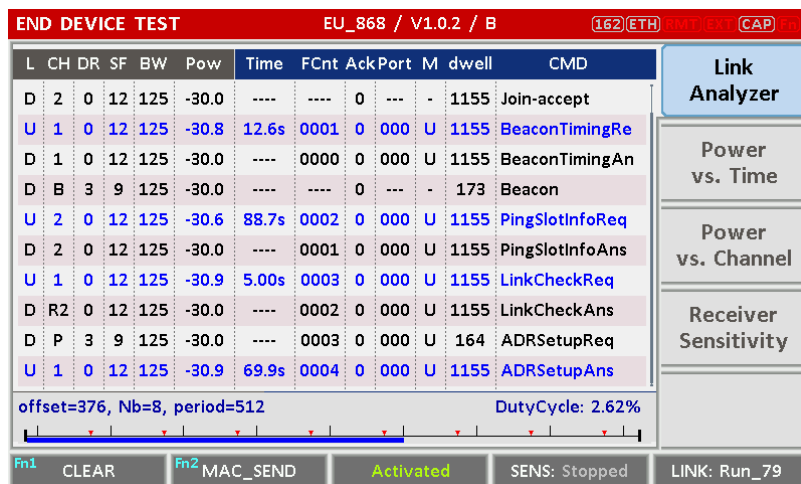 END DEVICE TEST EU_868 / V1.0.2 / B 162 ETH RMT EXT CAP Fn
L CH DR SF BW Pow Time FCnt Ack Port M dwell CMD
D 2 0 12 125 -30.0 ---- ---- 0 --- - 1155 Join-accept
U 1 0 12 125 -30.8 12.6s 0001 0 000 U 1155 BeaconTimingRe
D 1 0 12 125 -30.0 ---- 0000 0 000 U 1155 BeaconTimingAn
D B 3 9 125 -30.0 ---- ---- 0 --- - 173 Beacon
U 2 0 12 125 -30.6 88.7s 0002 0 000 U 1155 PingSlotInfoReq
D 2 0 12 125 -30.0 ---- 0001 0 000 U 1155 PingSlotInfoAns
U 1 0 12 125 -30.9 5.00s 0003 0 000 U 1155 LinkCheckReq
D R2 0 12 125 -30.0 ---- 0002 0 000 U 1155 LinkCheckAns
D P 3 9 125 -30.0 ---- 0003 0 000 U 164 ADRSetupReq
U 1 0 12 125 -30.9 69.9s 0004 0 000 U 1155 ADRSetupAns
offset=376, Nb=8, period=512 DutyCycle: 2.62%
Link
Analyzer
Power
vs. Time
Power
vs. Channel
Receiver
Sensitivity
Fn1 CLEAR Fn2 MAC_SEND Activated SENS: Stopped LINK: Run_79